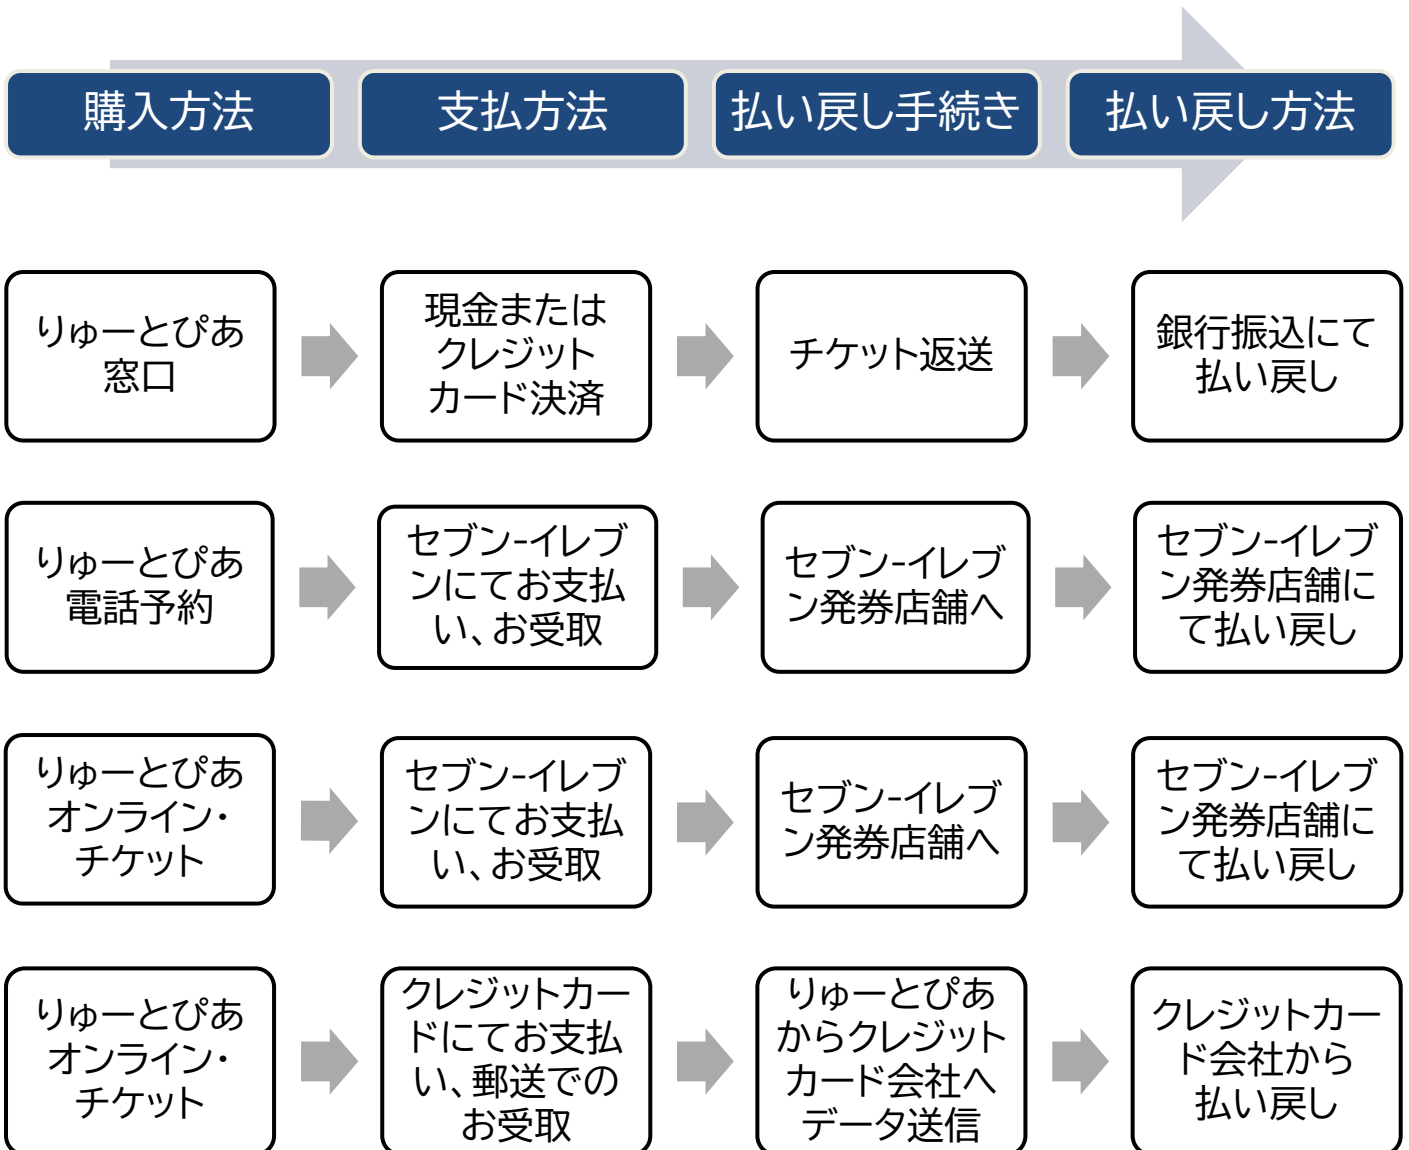 購入方法
支払方法
払い戻し手続き
払い戻し方法
りゅーとぴあ
窓口
現金または
クレジット
カード決済
チケット返送
銀行振込にて
払い戻し
りゅーとぴあ
電話予約
セブン-イレブ
ンにてお支払
い、お受取
セブン-イレブ
ン発券店舗へ
セブン-イレブ
ン発券店舗に
て払い戻し
りゅーとぴあ
オンライン・
チケット
セブン-イレブ
ンにてお支払
い、お受取
セブン-イレブ
ン発券店舗へ
セブン-イレブ
ン発券店舗に
て払い戻し
りゅーとぴあ
オンライン・
チケット
クレジットカー
ドにてお支払
い、郵送での
お受取
りゅーとぴあ
からクレジット
カード会社へ
データ送信
クレジットカー
ド会社から
払い戻し